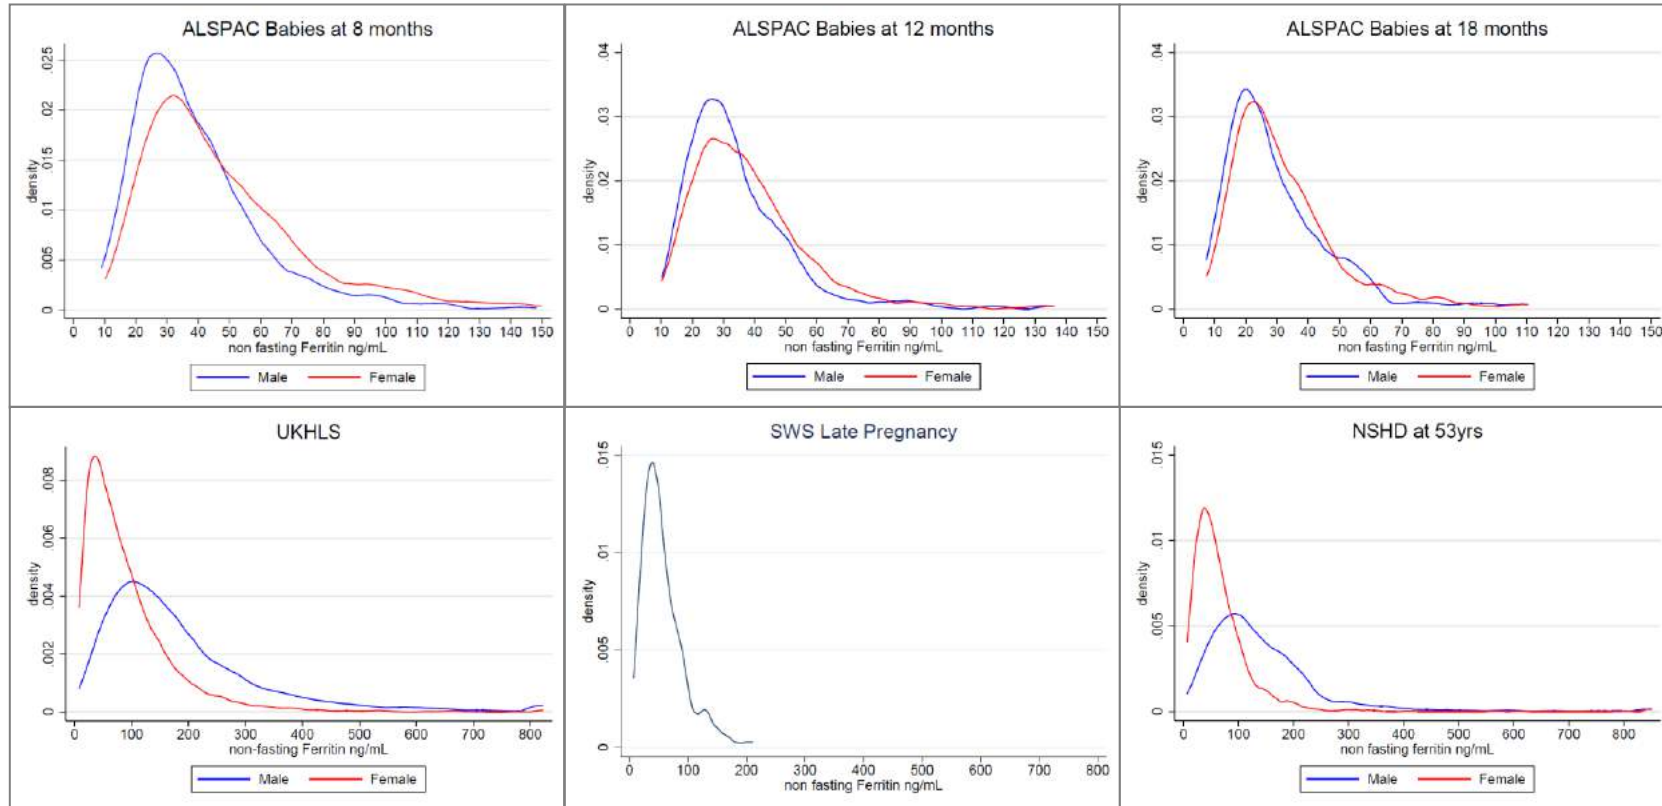 ALSPAC Babies at 8 months
density
0 .005 .01 .015 .02 .025
0 10 20 30 40 50 60 70 80 90 100 110 120 130 140 150
non fasting Ferritin ng/mL
Male Female
ALSPAC Babies at 12 months
density
0 .01 .02 .03 .04
0 10 20 30 40 50 60 70 80 90 100 110 120 130 140 150
non fasting Ferritin ng/mL
Male Female
ALSPAC Babies at 18 months
density
0 .01 .02 .03 .04
0 10 20 30 40 50 60 70 80 90 100 110 120 130 140 150
non fasting Ferritin ng/mL
Male Female
UKHLS
density
0 .002 .004 .006 .008
0 100 200 300 400 500 600 700 800
non-fasting Ferritin ng/mL
Male Female
SWS Late Pregnancy
density
0 .005 .01 .015
0 100 200 300 400 500 600 700 800
non fasting Ferritin ng/mL
NSHD at 53yrs
density
0 .005 .01 .015
0 100 200 300 400 500 600 700 800
non fasting ferritin ng/mL
Male Female